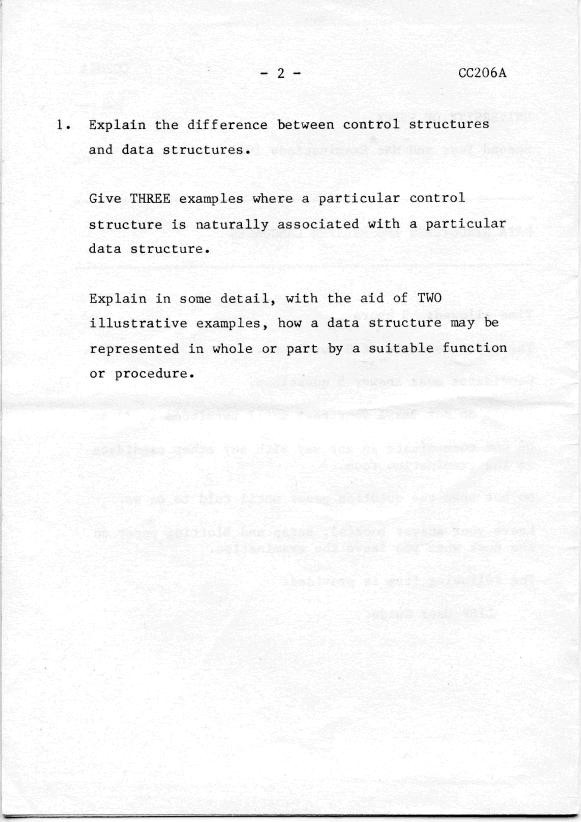 - 2 -    CC206A
1. Explain the difference between control structures
and data structures.
Give THREE examples where a particular control
structure is naturally associated with a particular
data structure.
Explain in some detail, with the aid of TWO
illustrative examples, how a data structure may be
represented in whole or part by a suitable function
or procedure.